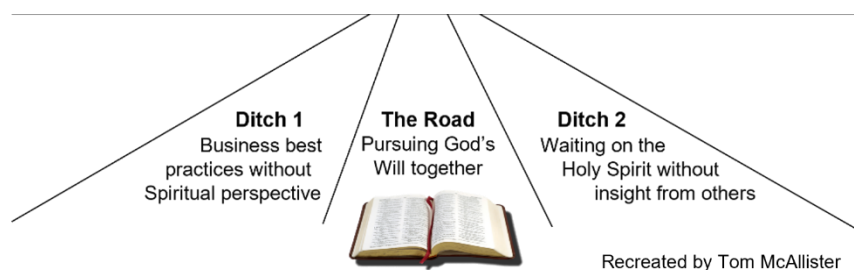 Ditch 1
Business best
practices without
Spiritual perspective
The Road
Pursuing God's
Will together
Ditch 2
Waiting on the
Holy Spirit without
insight from others
Recreated by Tom McAllister